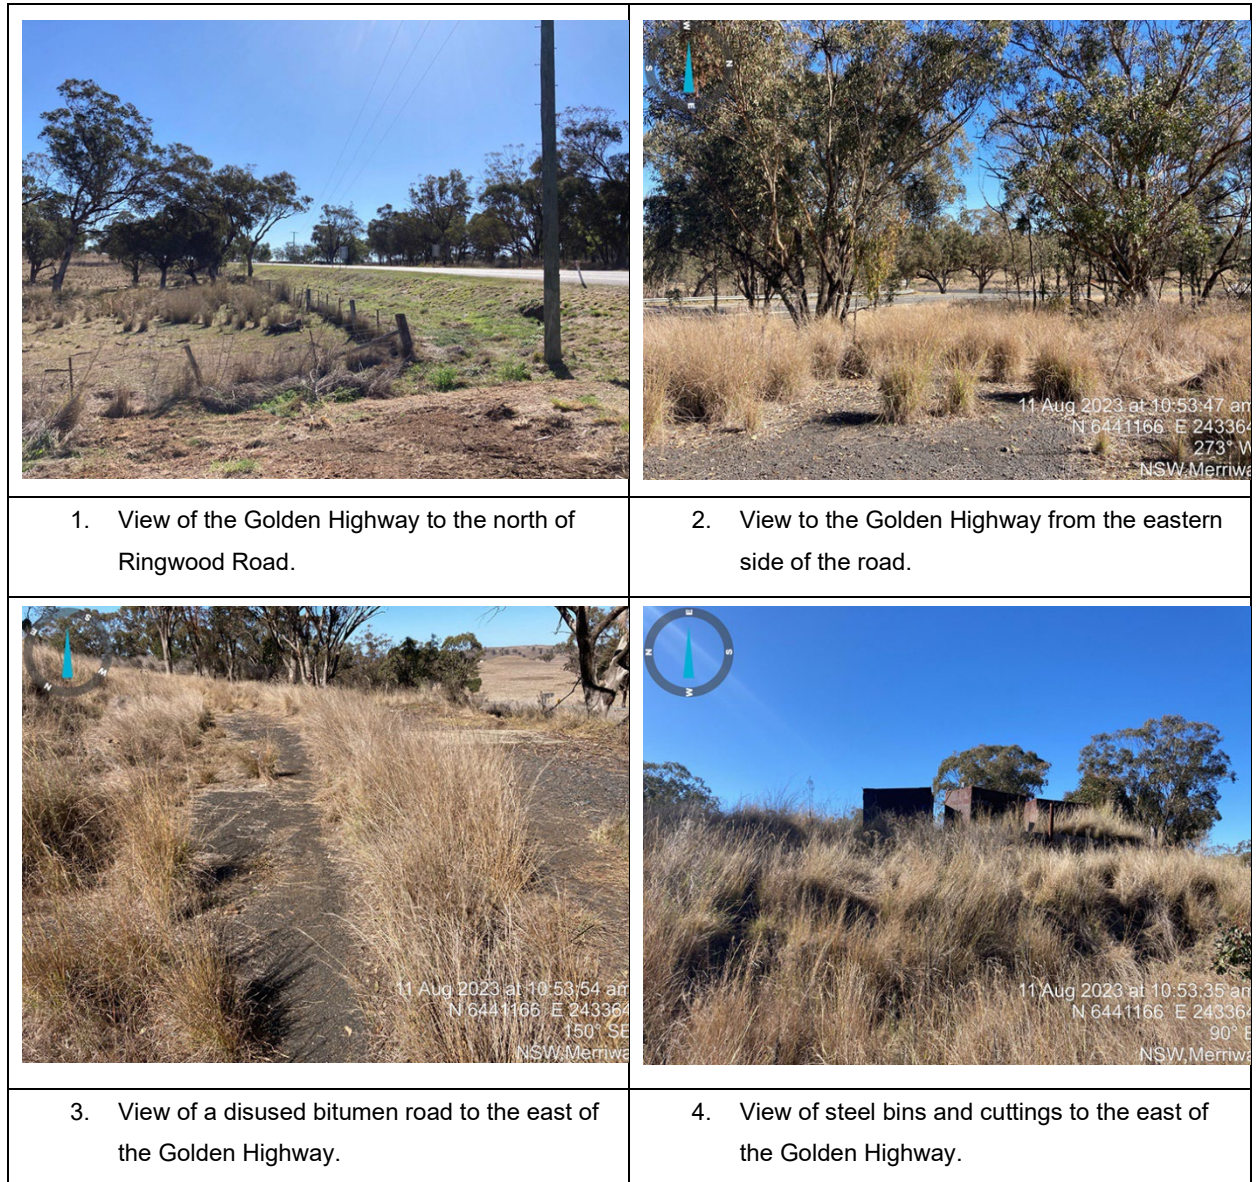 W
S
N
E
11 Aug 2023 at 10:53:47 am
N 6441166 E 243364
273° W
NSW,Merriwa
1. View of the Golden Highway to the north of
Ringwood Road.
2. View to the Golden Highway from the eastern
side of the road.
S
N
11 Aug 2023 at 10:53:54 am
N 6441166 E 243364
150° SE
NSW,Merriwa
E
N
S
W
11 Aug 2023 at 10:53:35 am
N 6441166 E 243364
90° E
NSW,Merriwa
3. View of a disused bitumen road to the east of
the Golden Highway.
4. View of steel bins and cuttings to the east of
the Golden Highway.